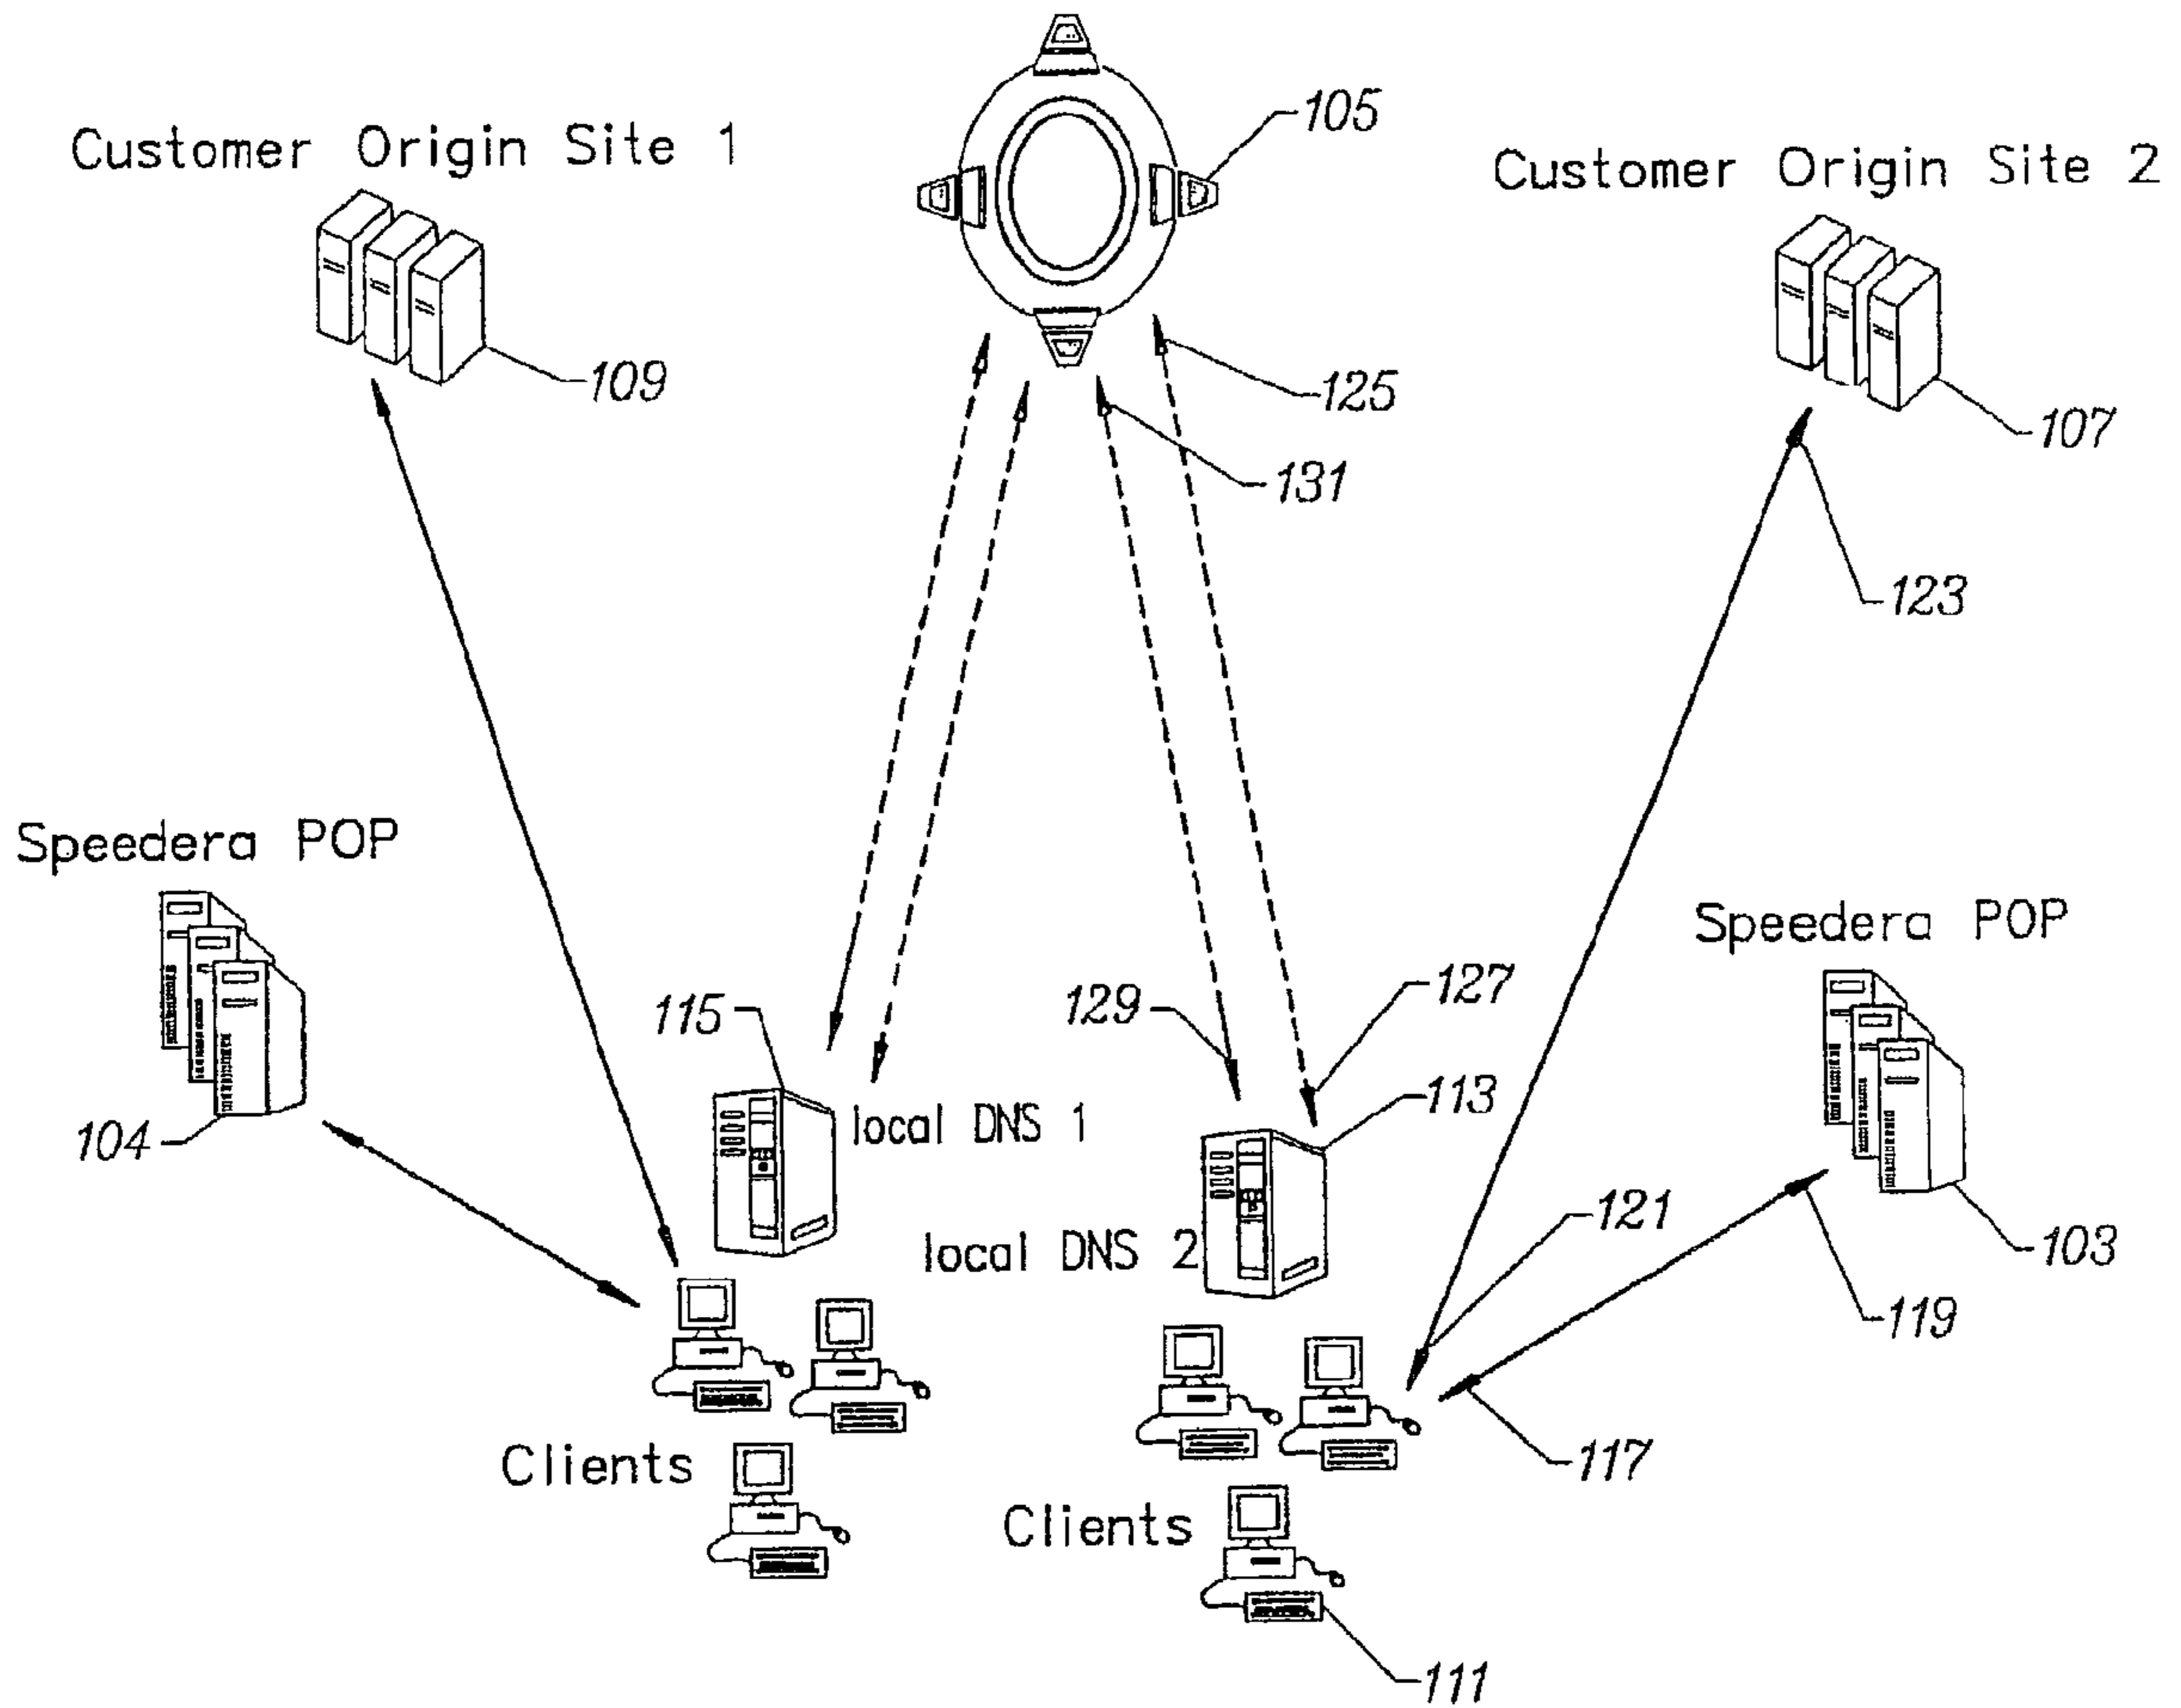 105
Customer Origin Site 1
Customer Origin Site 2
109
125
107
131
123
Speedera POP
Speedera POP
127
129
115
113
local DNS 1
104
121
local DNS 2
103
119
Clients
117
Clients
111